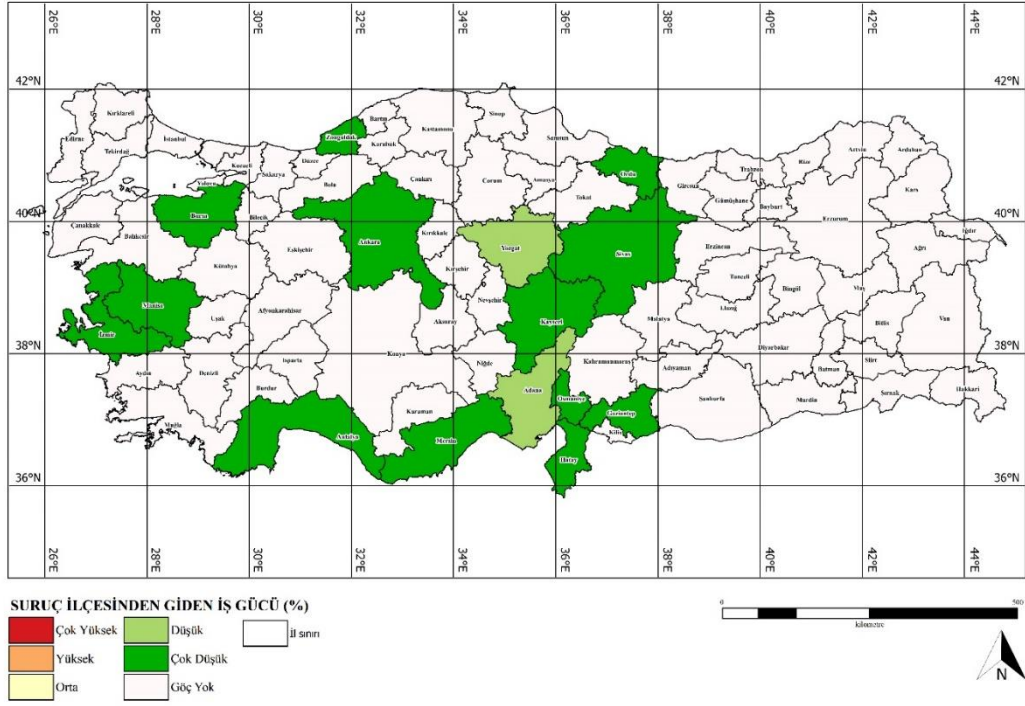 26°E 28°E 30°E 32°E 34°E 36°E 38°E 40°E 42°E 44°E
42°N 42°N
Kırklareli
Edirne
Tekirdağ
İstanbul
Kocaeli
Yalova
Sakarya
Düzce
Zonguldak
Bartın
Karabük
Kastamonu
Sinop
Samsun
Bolu
Çankırı
Çorum
Amasya
Tokat
Ordu
Giresun
Trabzon
Rize
Artvin
Ardahan
Gümüşhane
Bayburt
Kars
40°N 40°N
Çanakkale
Balıkesir
Bursa
Bilecik
Eskişehir
Kütahya
Ankara
Kırıkkale
Kırşehir
Yozgat
Sivas
Erzincan
Erzurum
Iğdır
Ağrı
Tunceli
Bingöl
Muş
Manisa
İzmir
Uşak
Afyonkarahisar
Aksaray
Nevşehir
Kayseri
Malatya
Elazığ
Bitlis
Van
38°N 38°N
Aydın
Denizli
Isparta
Burdur
Konya
Niğde
Kahramanmaraş
Adıyaman
Diyarbakır
Batman
Siirt
Şırnak
Hakkari
Muğla
Antalya
Karaman
Mersin
Adana
Osmaniye
Gaziantep
Kilis
Hatay
Şanlıurfa
Mardin
36°N 36°N
26°E 28°E 30°E 32°E 34°E 36°E 38°E 40°E 42°E 44°E
SURUÇ İLÇESİNDEN GİDEN İŞ GÜCÜ (%)
Çok Yüksek
Yüksek
Orta
Düşük
Çok Düşük
Göç Yok
İl sınırı
0 500
kilometre
N